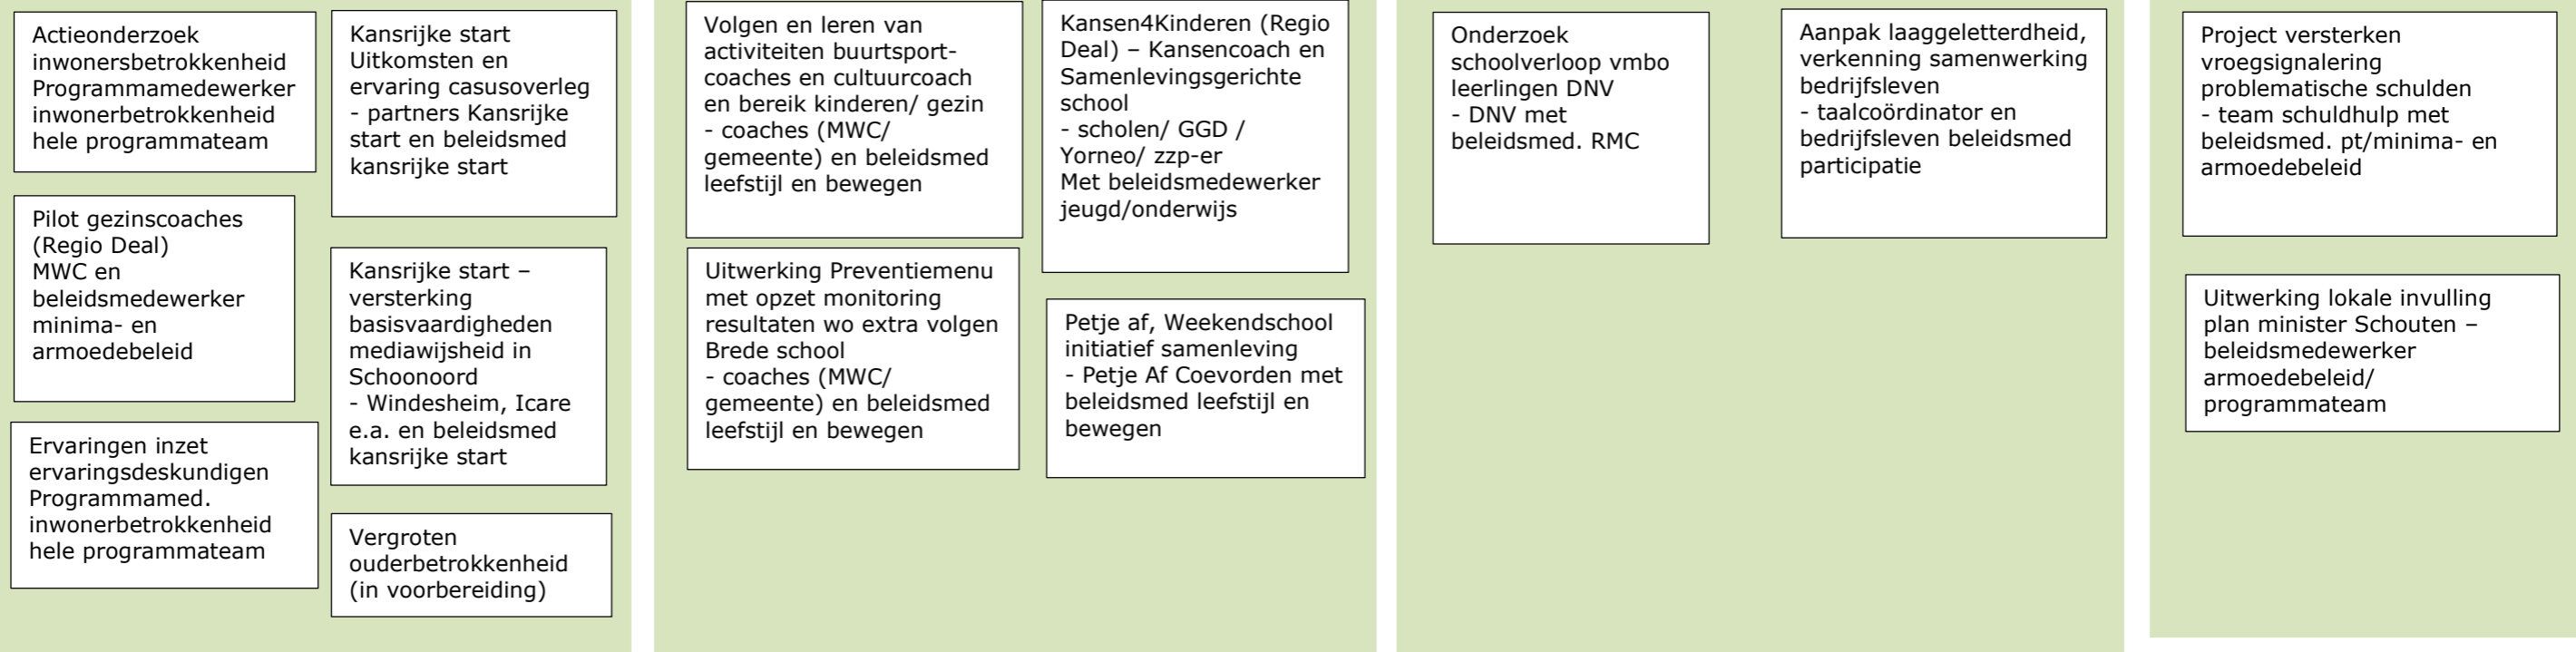 Actieonderzoek
inwonersbetrokkenheid
Programmamedewerker
inwonerbetrokkenheid
hele programmateam
Pilot gezinscoaches
(Regio Deal)
MWC en
beleidsmedewerker
minima- en
armoedebeleid
Ervaringen inzet
ervaringsdeskundigen
Programmamed.
inwonerbetrokkenheid
hele programmateam
Kansrijke start
Uitkomsten en
ervaring casusoverleg
- partners Kansrijke
start en beleidsmed
kansrijke start
Kansrijke start –
versterking
basisvaardigheden
mediawijsheid in
Schoonoord
- Windesheim, Icare
e.a. en beleidsmed
kansrijke start
Vergroten
ouderbetrokkenheid
(in voorbereiding)
Volgen en leren van
activiteiten buurtsport-
coaches en cultuurcoach
en bereik kinderen/ gezin
- coaches (MWC/
gemeente) en beleidsmed
leefstijl en bewegen
Uitwerking Preventiemenu
met opzet monitoring
resultaten wo extra volgen
Brede school
- coaches (MWC/
gemeente) en beleidsmed
leefstijl en bewegen
Kansen4Kinderen (Regio
Deal) – Kansencoach en
Samenlevingsgerichte
school
- scholen/ GGD /
Yorneo/ zzp-er
Met beleidsmedewerker
jeugd/onderwijs
Petje af, Weekendschool
initiatief samenleving
- Petje Af Coevorden met
beleidsmed leefstijl en
bewegen
Onderzoek
schoolverloop vmbo
leerlingen DNV
- DNV met
beleidsmed. RMC
Aanpak laaggeletterdheid,
verkenning samenwerking
bedrijfsleven
- taalcoördinator en
bedrijfsleven beleidsmed
participatie
Project versterken
vroegsignalering
problematische schulden
- team schuldhulp met
beleidsmed. pt/minima- en
armoedebeleid
Uitwerking lokale invulling
plan minister Schouten –
beleidsmedewerker
armoedebeleid/
programmateam